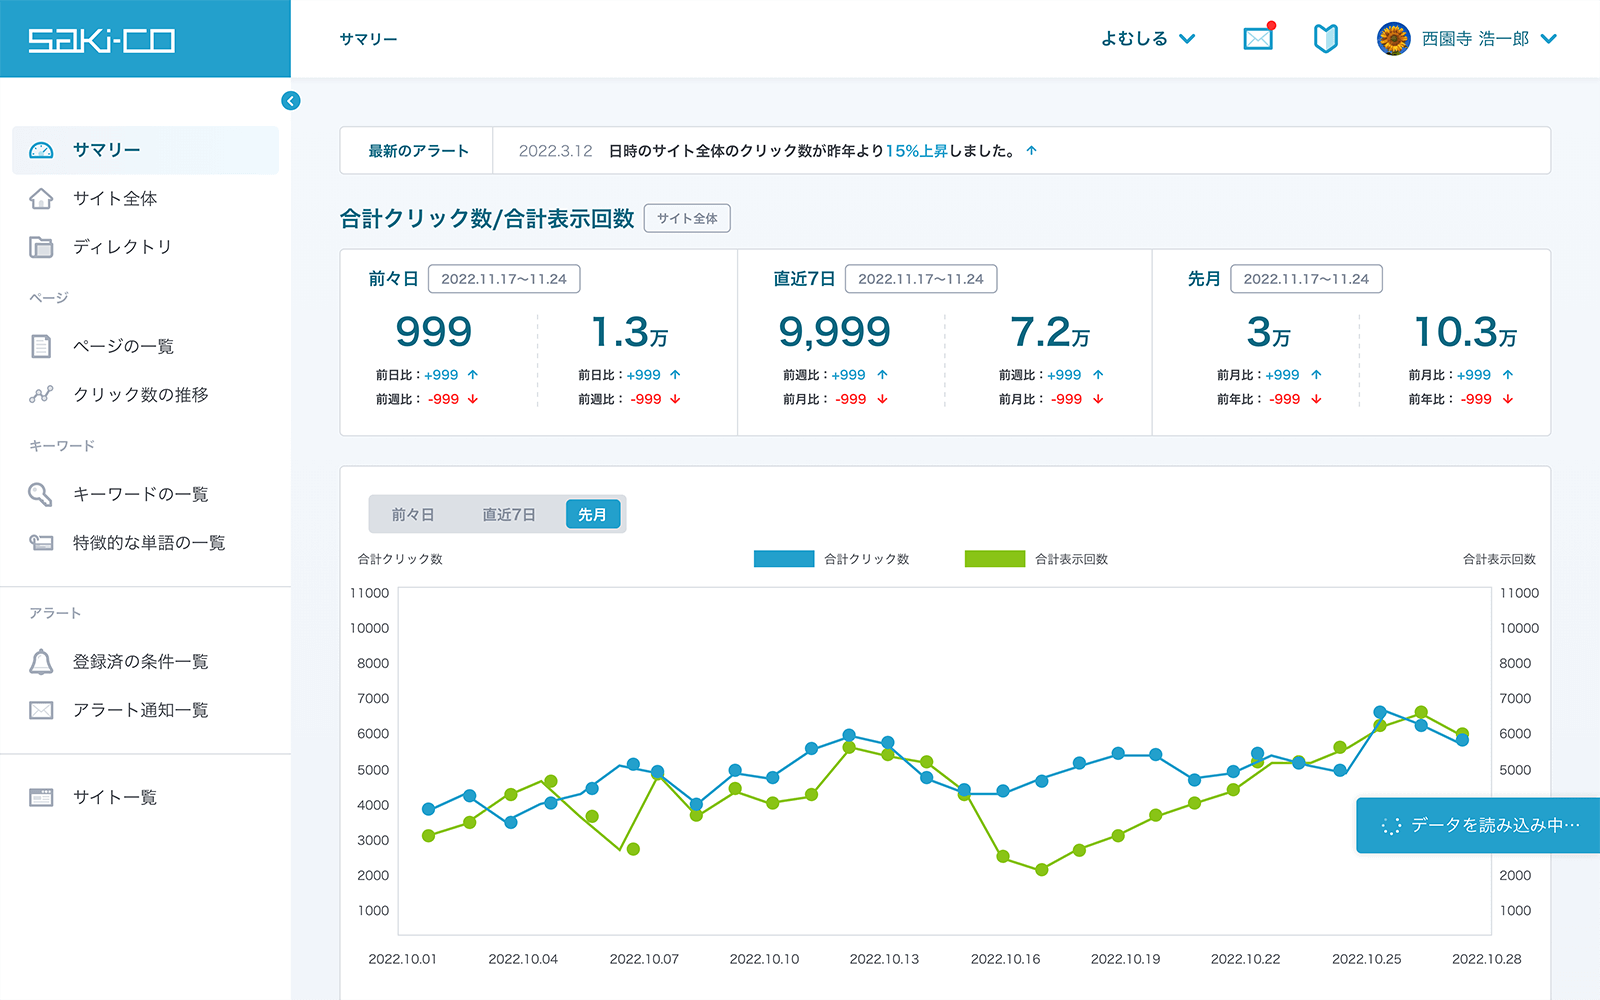 saki-co
サマリー
よむしる
西園寺 浩一郎
サマリー
サイト全体
ディレクトリ
ページ
ページの一覧
クリック数の推移
キーワード
キーワードの一覧
特徴的な単語の一覧
アラート
登録済の条件一覧
アラート通知一覧
サイト一覧
最新のアラート 2022.3.12 日時のサイト全体のクリック数が昨年より15%上昇しました。 ↑
合計クリック数/合計表示回数 サイト全体
前々日 2022.11.17〜11.24
999 1.3万
前日比：+999 ↑ 前日比：+999 ↑
前週比： -999 ↓ 前週比： -999 ↓
直近7日 2022.11.17〜11.24
9,999 7.2万
前週比：+999 ↑ 前週比：+999 ↑
前月比： -999 ↓ 前月比： -999 ↓
先月 2022.11.17〜11.24
3万 10.3万
前月比：+999 ↑ 前月比：+999 ↑
前年比： -999 ↓ 前年比： -999 ↓
前々日 直近7日 先月
合計クリック数 合計クリック数 合計表示回数 合計表示回数
11000 11000
10000 10000
8000 8000
7000 7000
6000 6000
5000 5000
4000
データを読み込み中…
3000
2000 2000
1000 1000
2022.10.01 2022.10.04 2022.10.07 2022.10.10 2022.10.13 2022.10.16 2022.10.19 2022.10.22 2022.10.25 2022.10.28